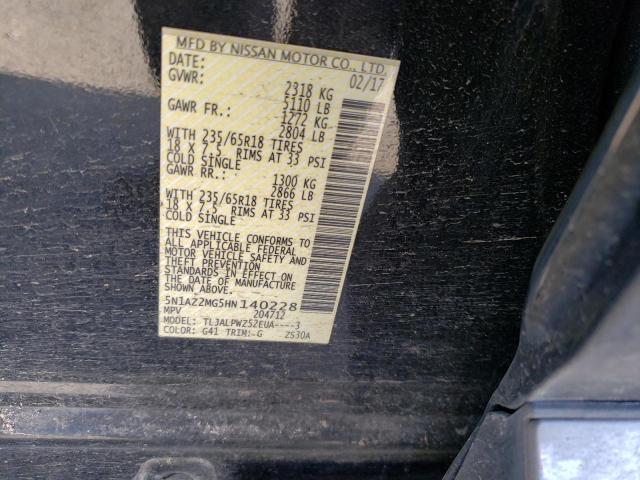 MFD BY NISSAN MOTOR CO., LTD.
DATE: 02/17
GVWR: 2318 KG
5110 LB
GAWR FR.: 1272 KG
2804 LB
WITH 235/65R18 TIRES
18 X 7.5 RIMS AT 33 PSI
COLD SINGLE
GAWR RR.: 1300 KG
2866 LB
WITH 235/65R18 TIRES
18 X 7.5 RIMS AT 33 PSI
COLD SINGLE
THIS VEHICLE CONFORMS TO
ALL APPLICABLE FEDERAL
MOTOR VEHICLE SAFETY AND
THEFT PREVENTION
STANDARDS IN EFFECT ON
THE DATE OF MANUFACTURE
SHOWN ABOVE.
5N1AZ2MG5HN140228
MPV 204712
MODEL: TL3ALPWZ52EUA----3
COLOR: G41 TRIM: G ZS30A